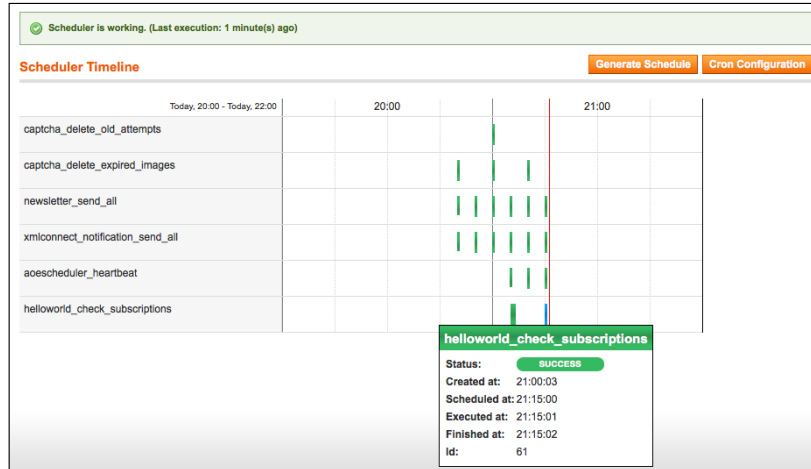 Scheduler is working. (Last execution: 1 minute(s) ago)
Scheduler Timeline
Generate Schedule
Cron Configuration
Today, 20:00 - Today, 22:00
20:00
21:00
captcha_delete_old_attempts
captcha_delete_expired_images
newsletter_send_all
xmlconnect_notification_send_all
aoescheduler_heartbeat
helloworld_check_subscriptions
helloworld_check_subscriptions
Status: SUCCESS
Created at: 21:00:03
Scheduled at: 21:15:00
Executed at: 21:15:01
Finished at: 21:15:02
Id: 61